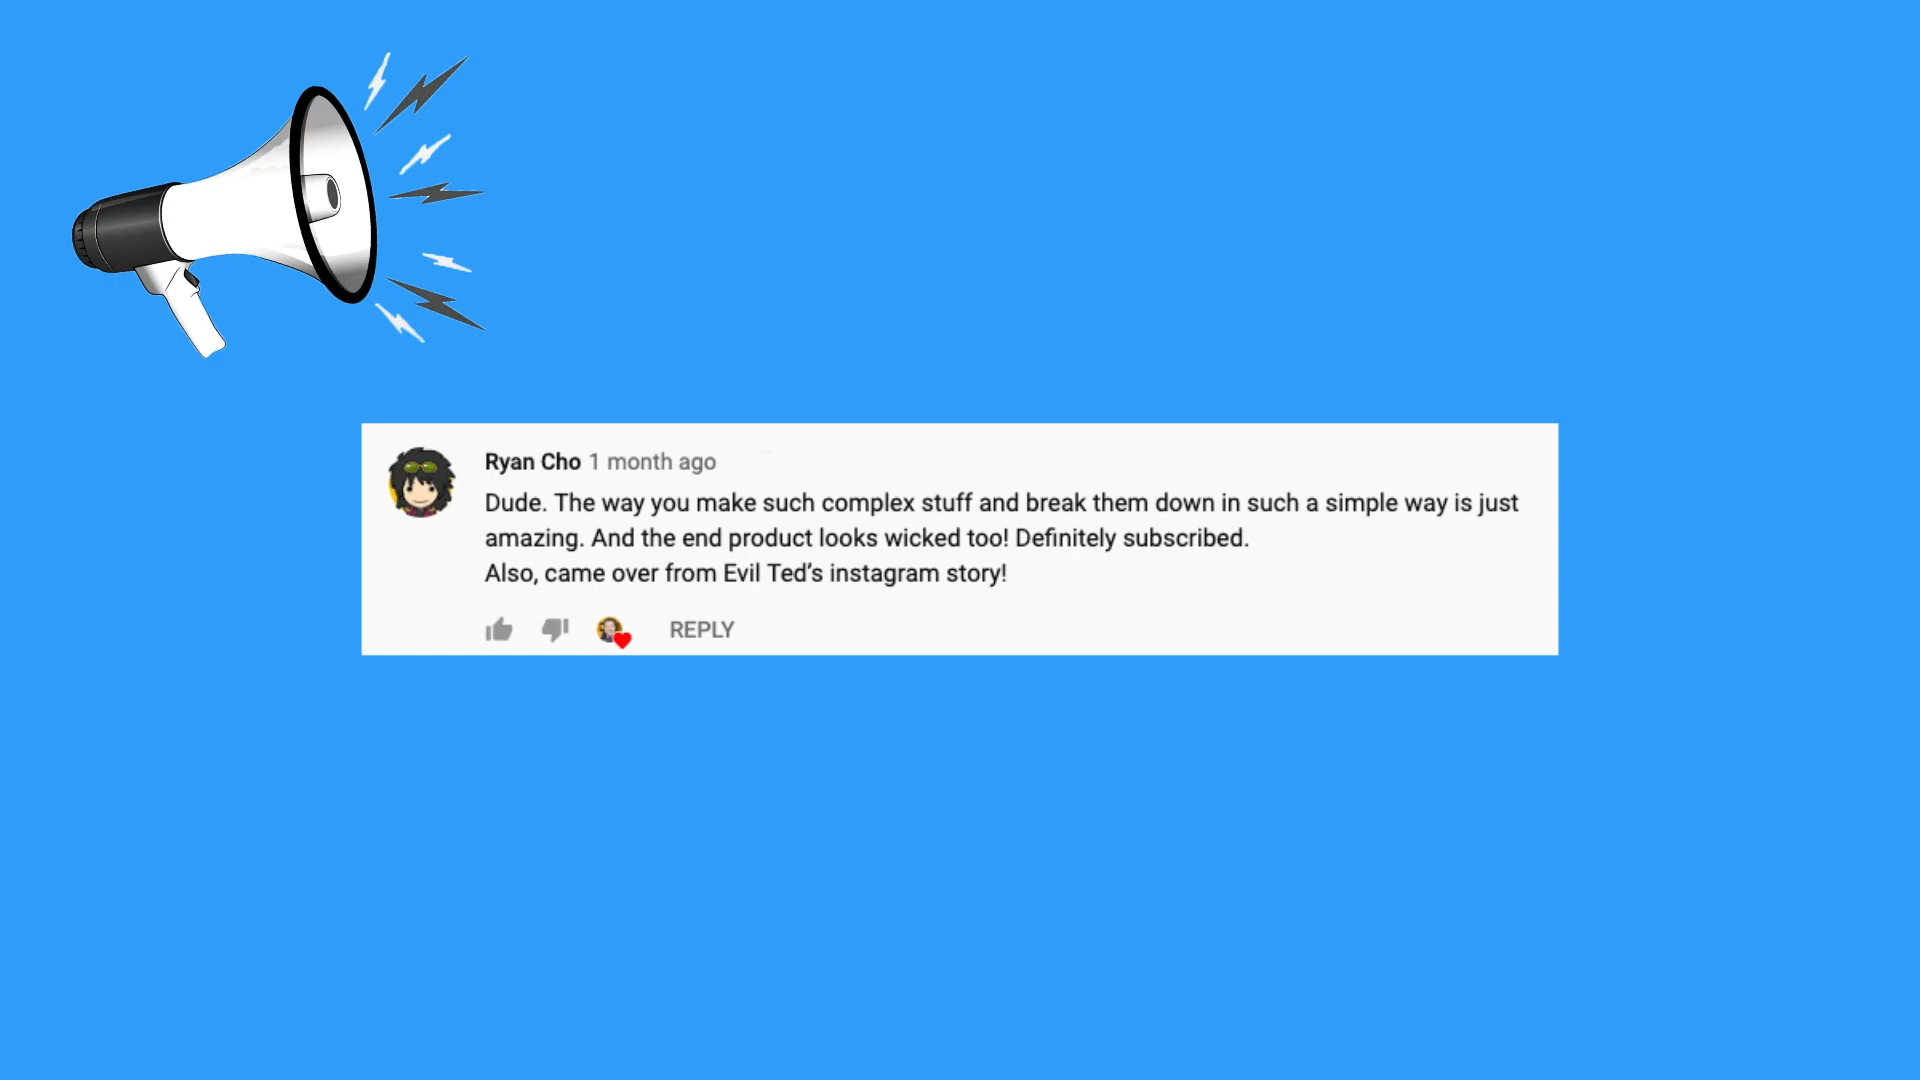 Ryan Cho 1 month ago
Dude. The way you make such complex stuff and break them down in such a simple way is just
amazing. And the end product looks wicked too! Definitely subscribed.
Also, came over from Evil Ted’s instagram story!
REPLY